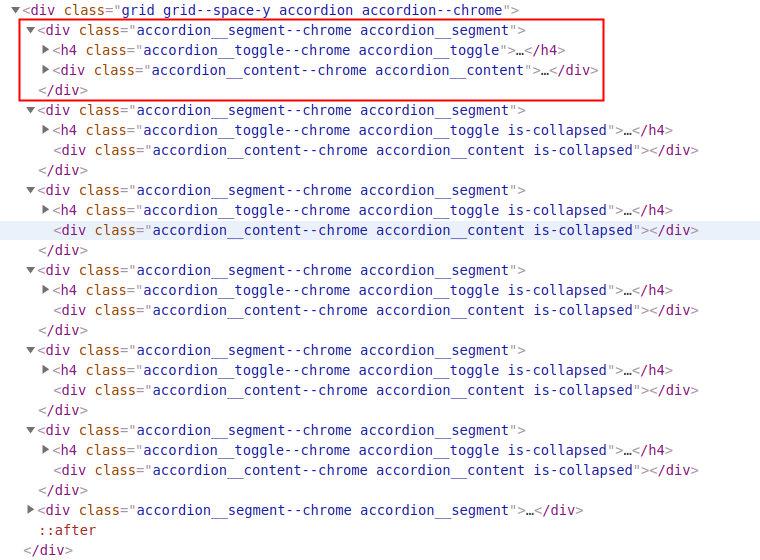 ▼<div class="grid grid--space-y accordion accordion--chrome">
▼<div class="accordion__segment--chrome accordion__segment">
▶<h4 class="accordion__toggle--chrome accordion__toggle">…</h4>
▶<div class="accordion__content--chrome accordion__content">…</div>
</div>
▼<div class="accordion__segment--chrome accordion__segment">
▶<h4 class="accordion__toggle--chrome accordion__toggle is-collapsed">…</h4>
<div class="accordion__content--chrome accordion__content is-collapsed"></div>
</div>
▼<div class="accordion__segment--chrome accordion__segment">
▶<h4 class="accordion__toggle--chrome accordion__toggle is-collapsed">…</h4>
<div class="accordion__content--chrome accordion__content is-collapsed"></div>
</div>
▼<div class="accordion__segment--chrome accordion__segment">
▶<h4 class="accordion__toggle--chrome accordion__toggle is-collapsed">…</h4>
<div class="accordion__content--chrome accordion__content is-collapsed"></div>
</div>
▼<div class="accordion__segment--chrome accordion__segment">
▶<h4 class="accordion__toggle--chrome accordion__toggle is-collapsed">…</h4>
<div class="accordion__content--chrome accordion__content is-collapsed"></div>
</div>
▼<div class="accordion__segment--chrome accordion__segment">
▶<h4 class="accordion__toggle--chrome accordion__toggle is-collapsed">…</h4>
<div class="accordion__content--chrome accordion__content is-collapsed"></div>
</div>
▶<div class="accordion__segment--chrome accordion__segment">…</div>
::after
</div>